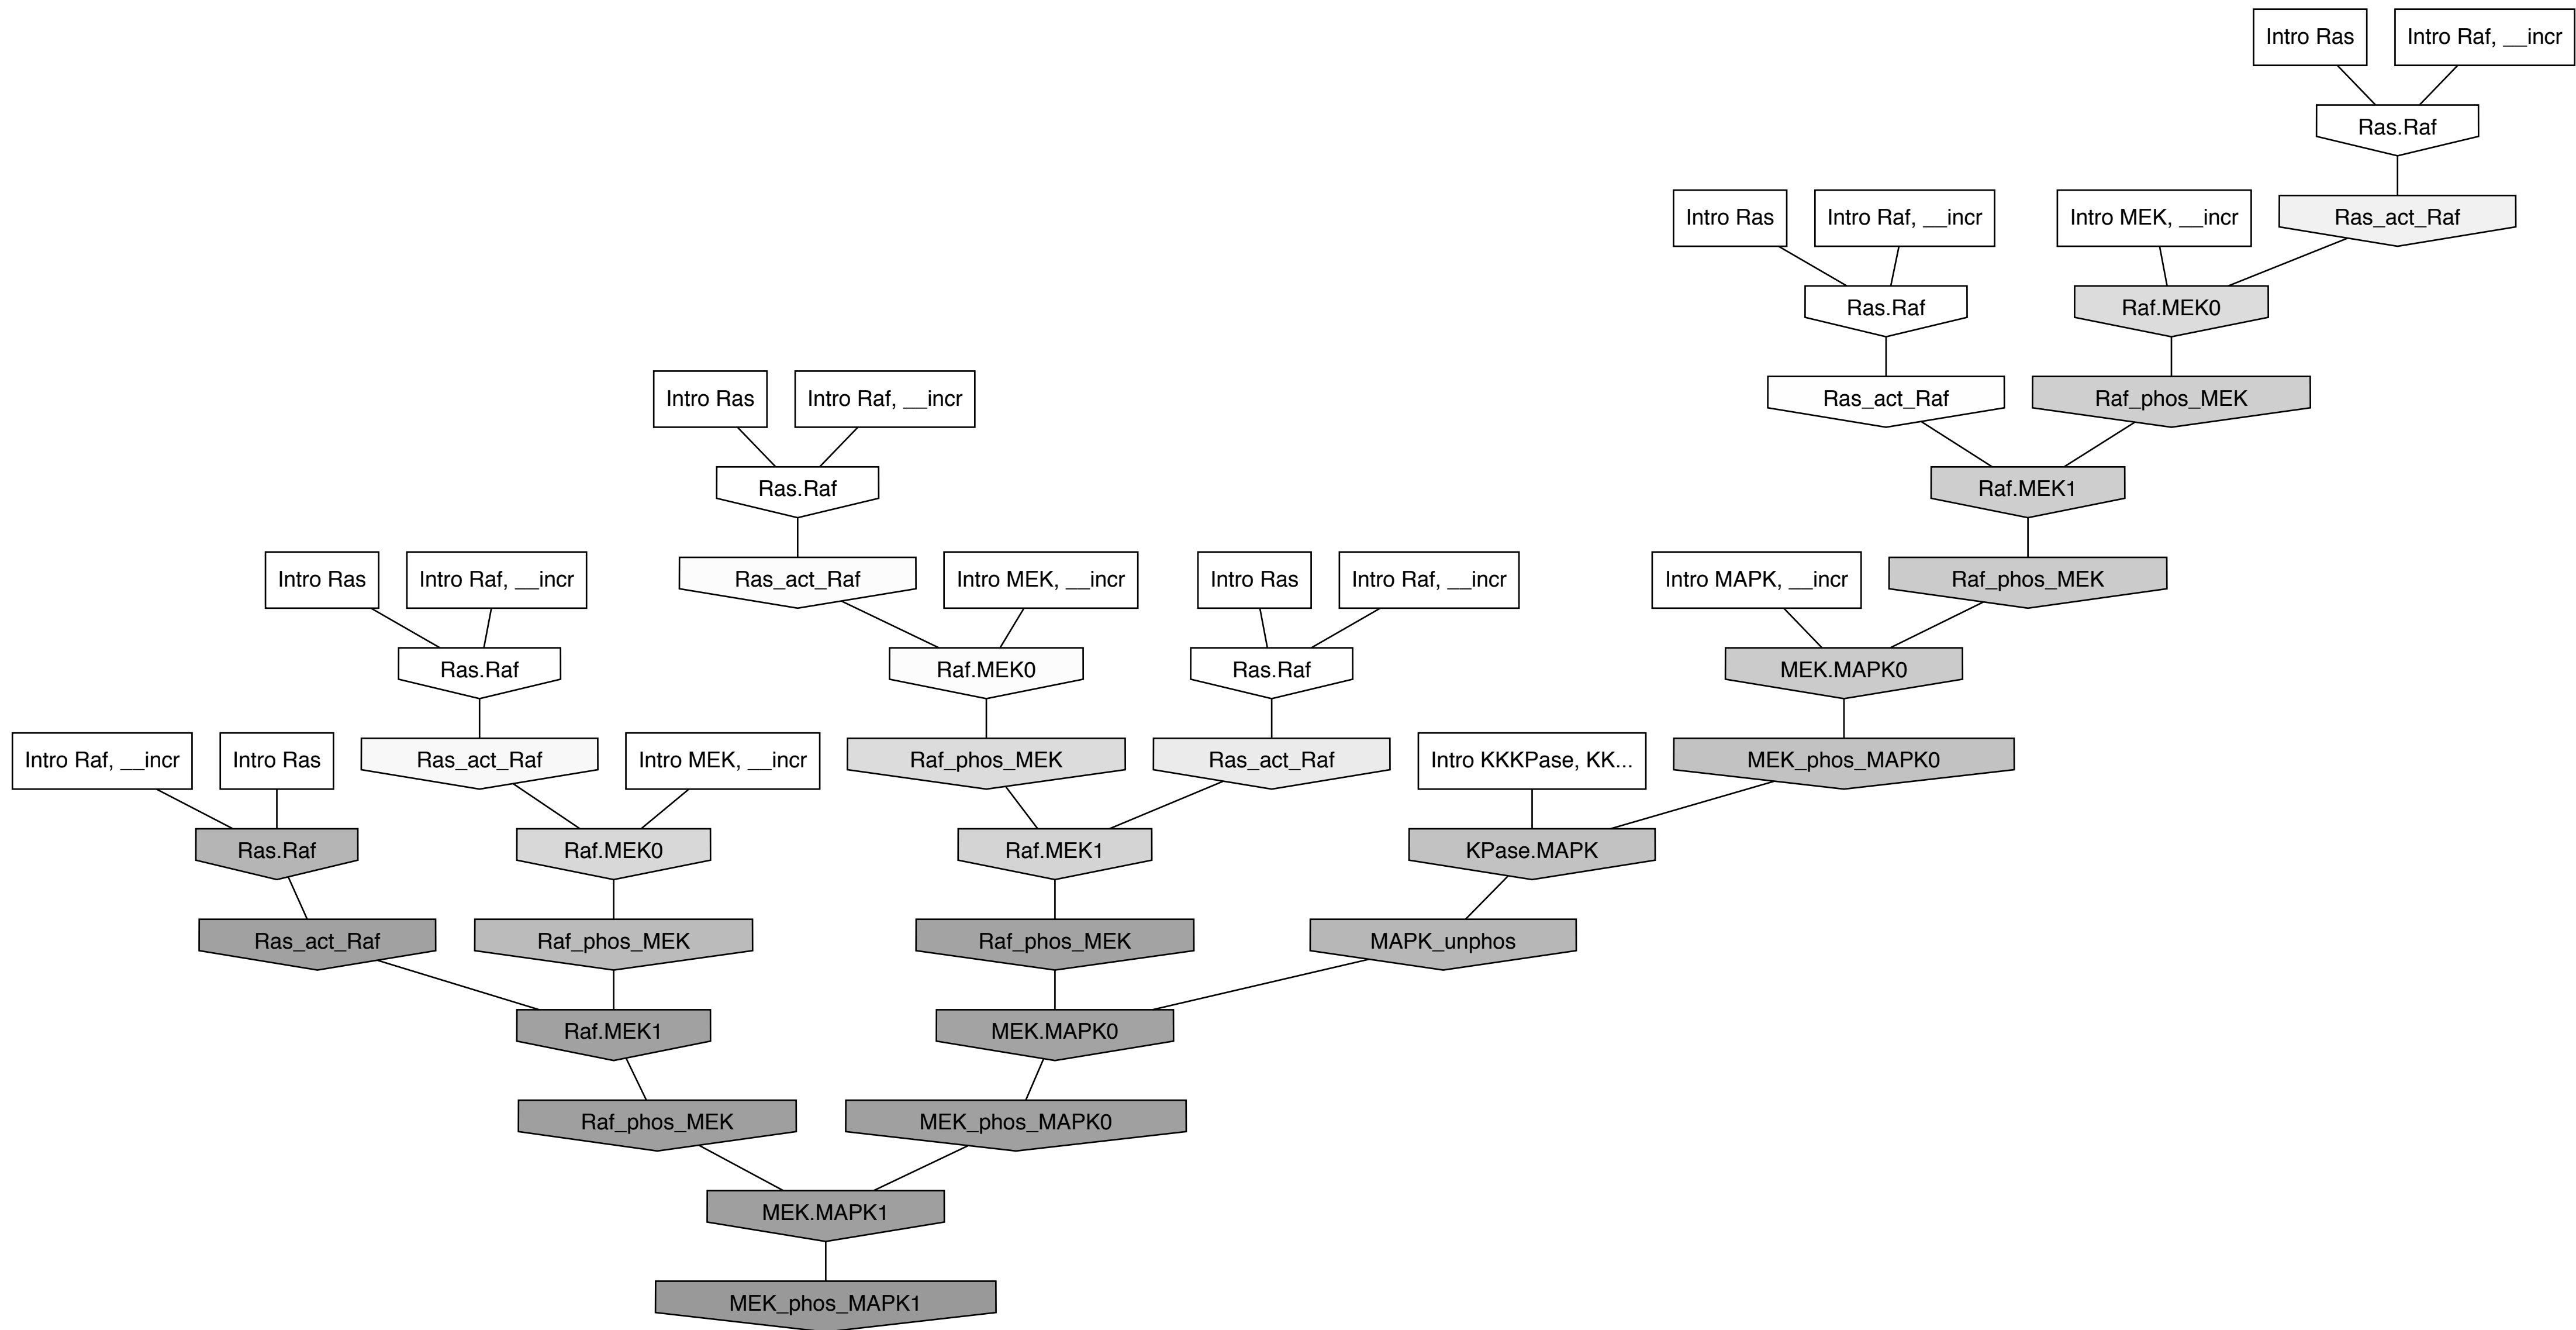 Intro Ras
Intro Raf, __incr
Ras.Raf
Intro Ras
Intro Raf, __incr
Intro MEK, __incr
Ras_act_Raf
Ras.Raf
Raf.MEK0
Intro Ras
Intro Raf, __incr
Ras_act_Raf
Raf_phos_MEK
Ras.Raf
Raf.MEK1
Intro Ras
Intro Raf, __incr
Ras_act_Raf
Intro MEK, __incr
Intro Ras
Intro Raf, __incr
Intro MAPK, __incr
Raf_phos_MEK
Ras.Raf
Raf.MEK0
Ras.Raf
MEK.MAPK0
Intro Raf, __incr
Intro Ras
Ras_act_Raf
Intro MEK, __incr
Raf_phos_MEK
Ras_act_Raf
Intro KKKPase, KK...
MEK_phos_MAPK0
Ras.Raf
Raf.MEK0
Raf.MEK1
KPase.MAPK
Ras_act_Raf
Raf_phos_MEK
Raf_phos_MEK
MAPK_unphos
Raf.MEK1
MEK.MAPK0
Raf_phos_MEK
MEK_phos_MAPK0
MEK.MAPK1
MEK_phos_MAPK1